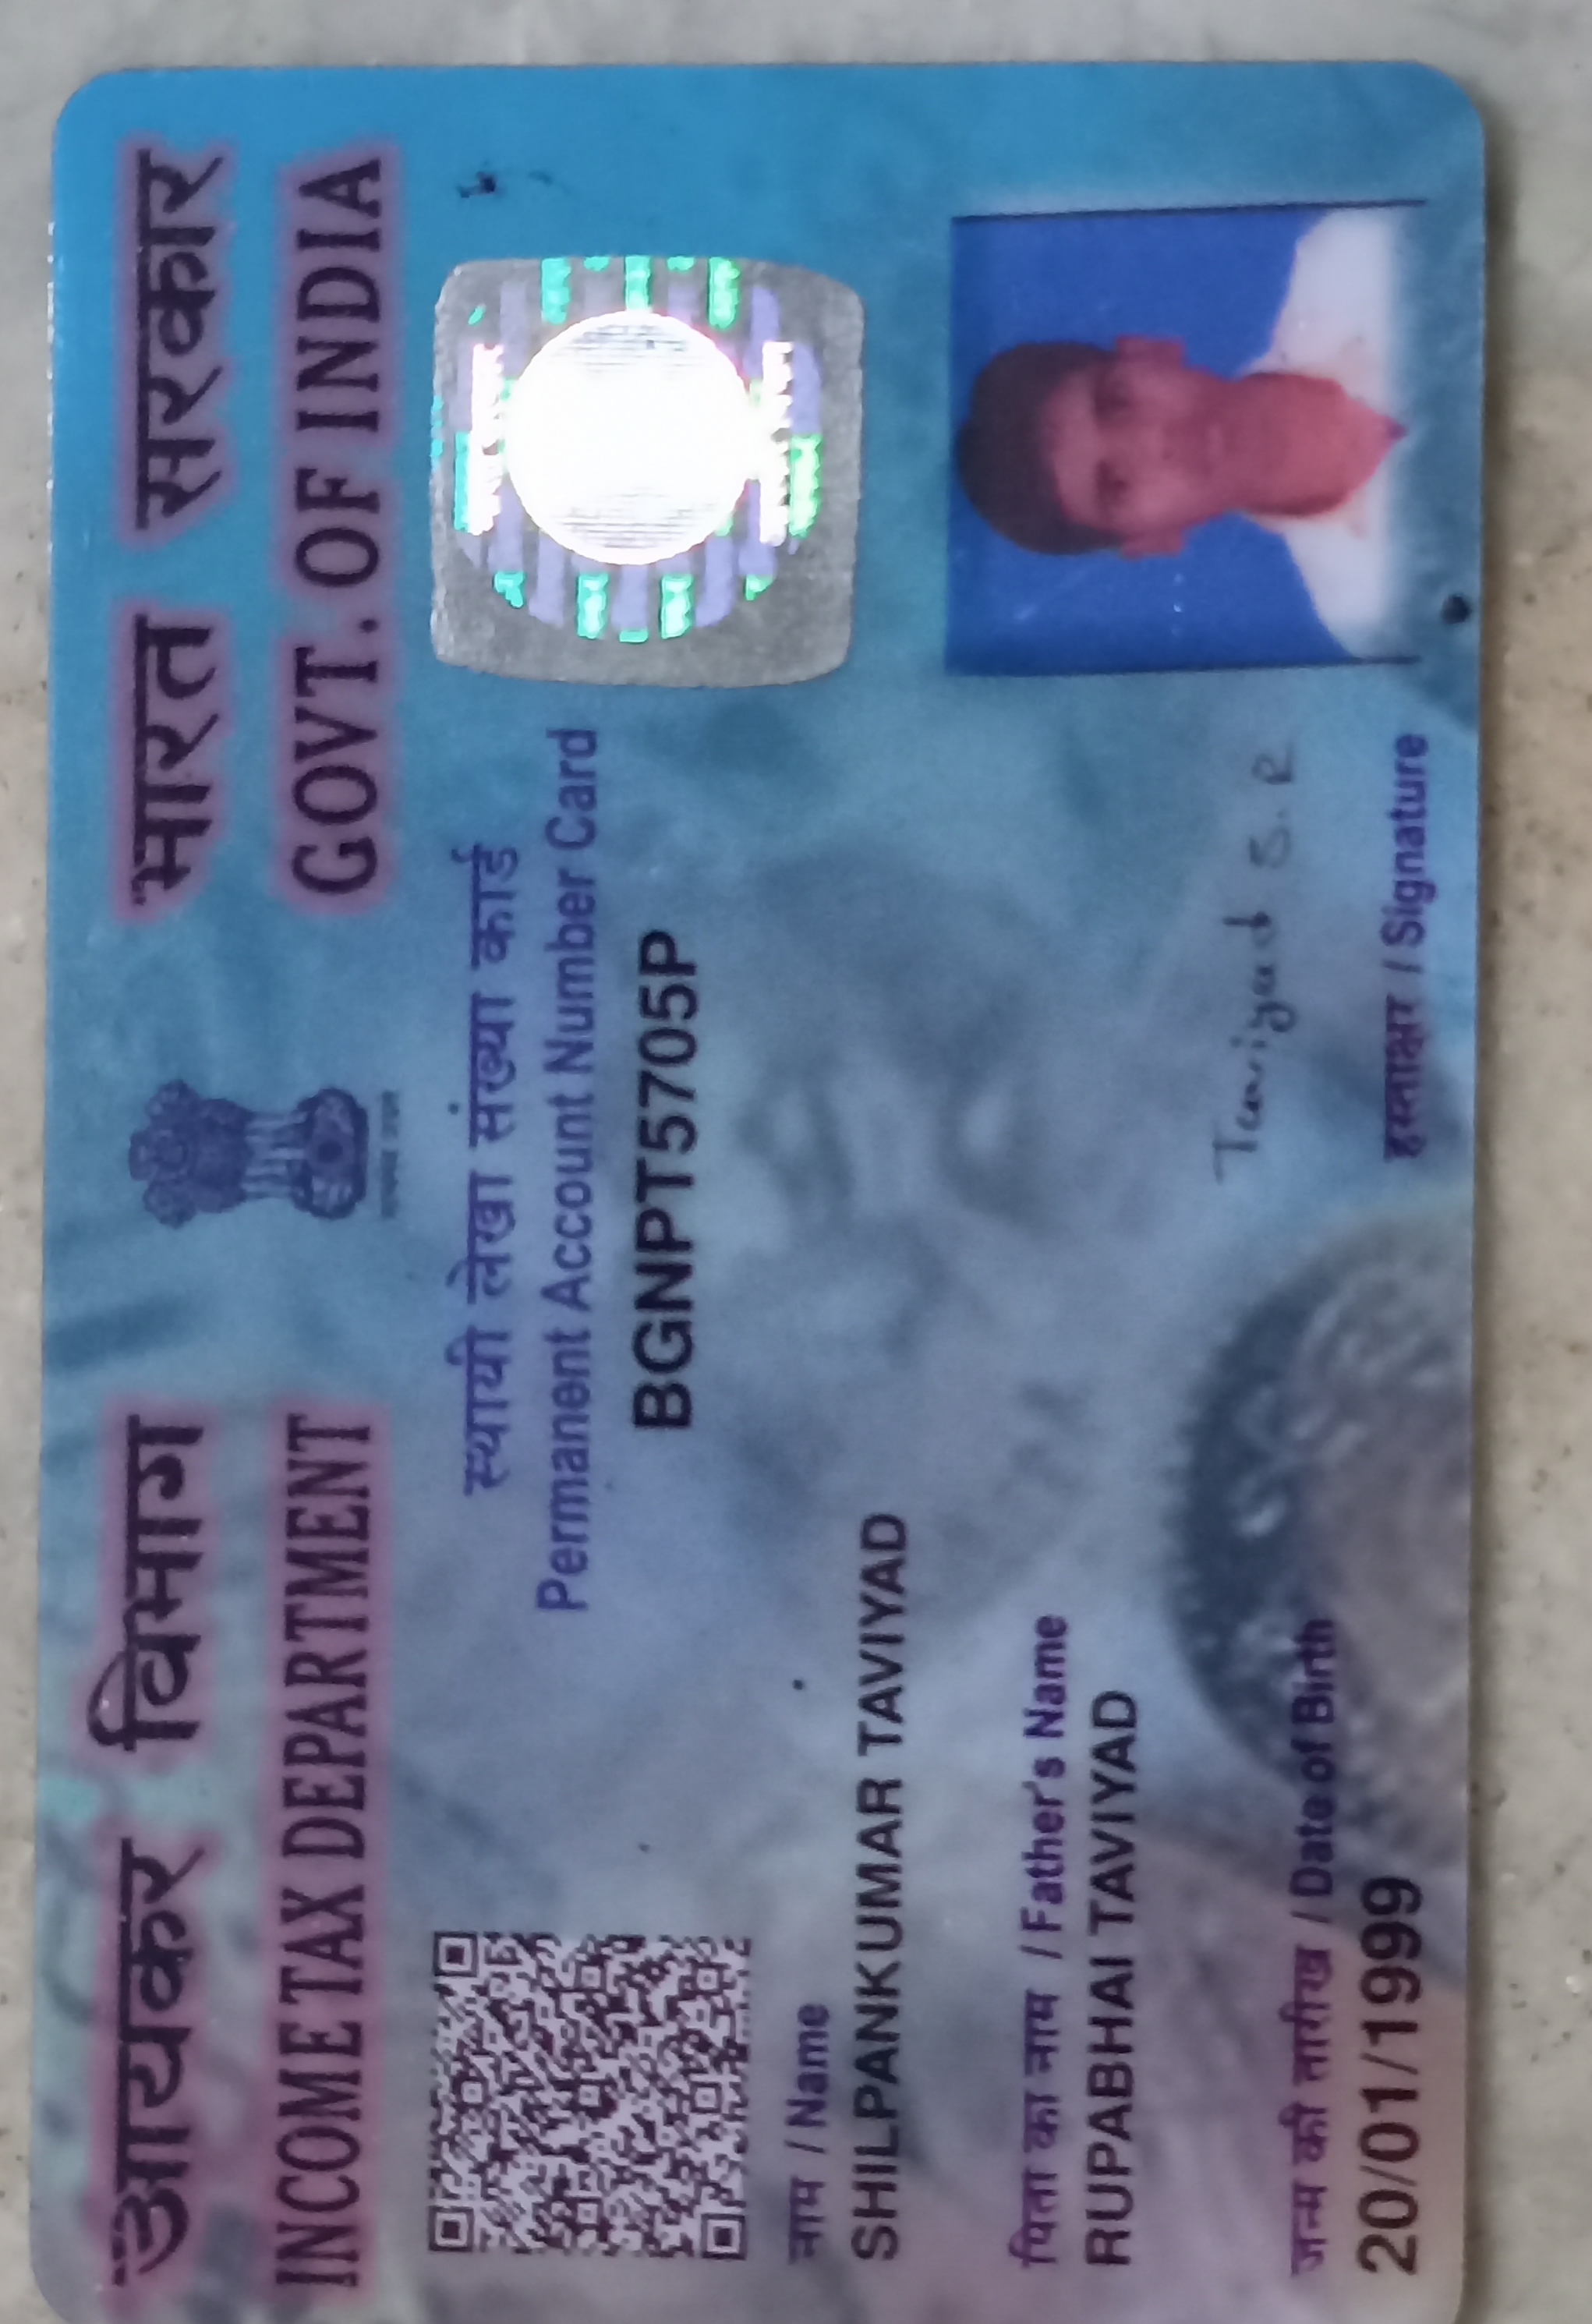 आयकर विभाग
INCOME TAX DEPARTMENT
भारत सरकार
GOVT. OF INDIA
स्थायी लेखा संख्या कार्ड
Permanent Account Number Card
BGNPT5705P
नाम / Name
SHILPANKUMAR TAVIYAD
पिता का नाम / Father's Name
RUPABHAI TAVIYAD
जन्म की तारीख / Date of Birth
20/01/1999
Taviyad S.R
हस्ताक्षर / Signature